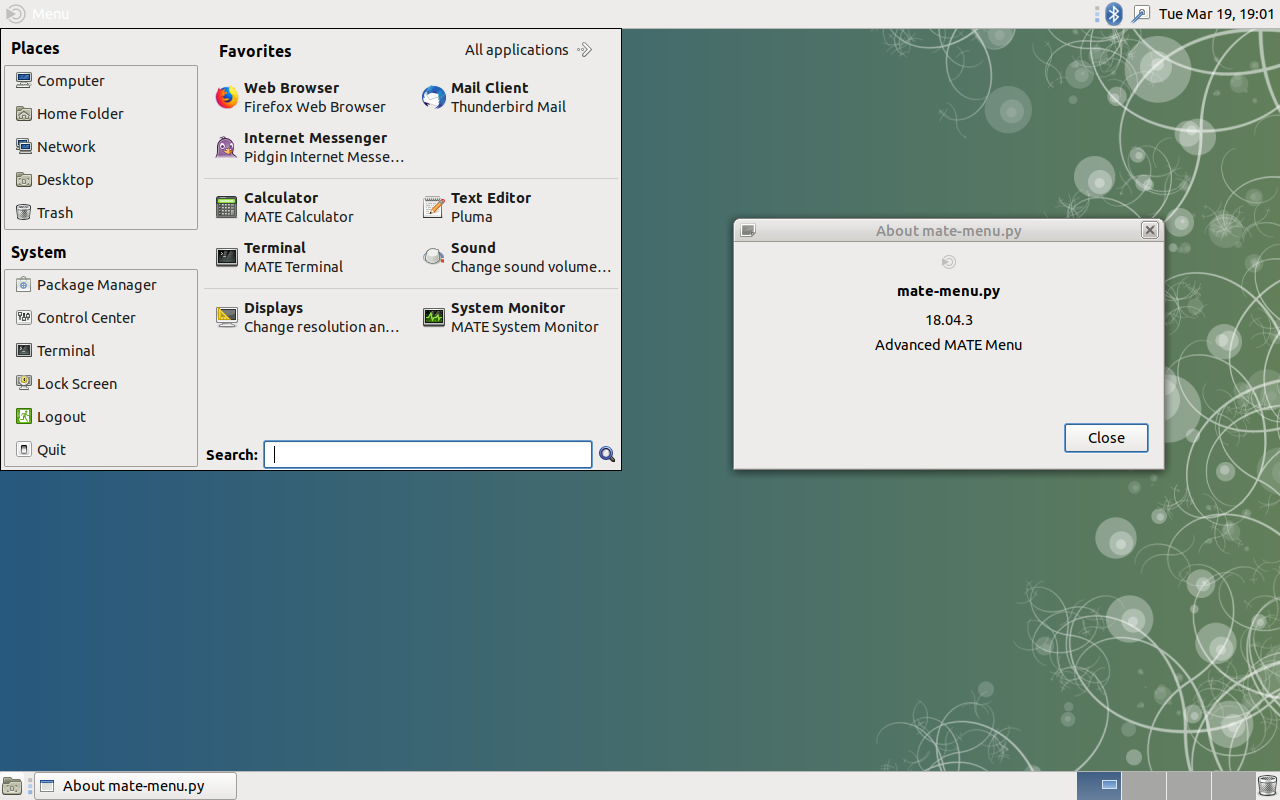 Menu
Tue Mar 19, 19:01
Places
Computer
Home Folder
Network
Desktop
Trash
System
Package Manager
Control Center
Terminal
Lock Screen
Logout
Quit
Favorites
All applications
Web Browser
Firefox Web Browser
Mail Client
Thunderbird Mail
Internet Messenger
Pidgin Internet Messe…
Calculator
MATE Calculator
Text Editor
Pluma
Terminal
MATE Terminal
Sound
Change sound volume…
Displays
Change resolution an…
System Monitor
MATE System Monitor
Search:
About mate-menu.py
mate-menu.py
18.04.3
Advanced MATE Menu
Close
About mate-menu.py